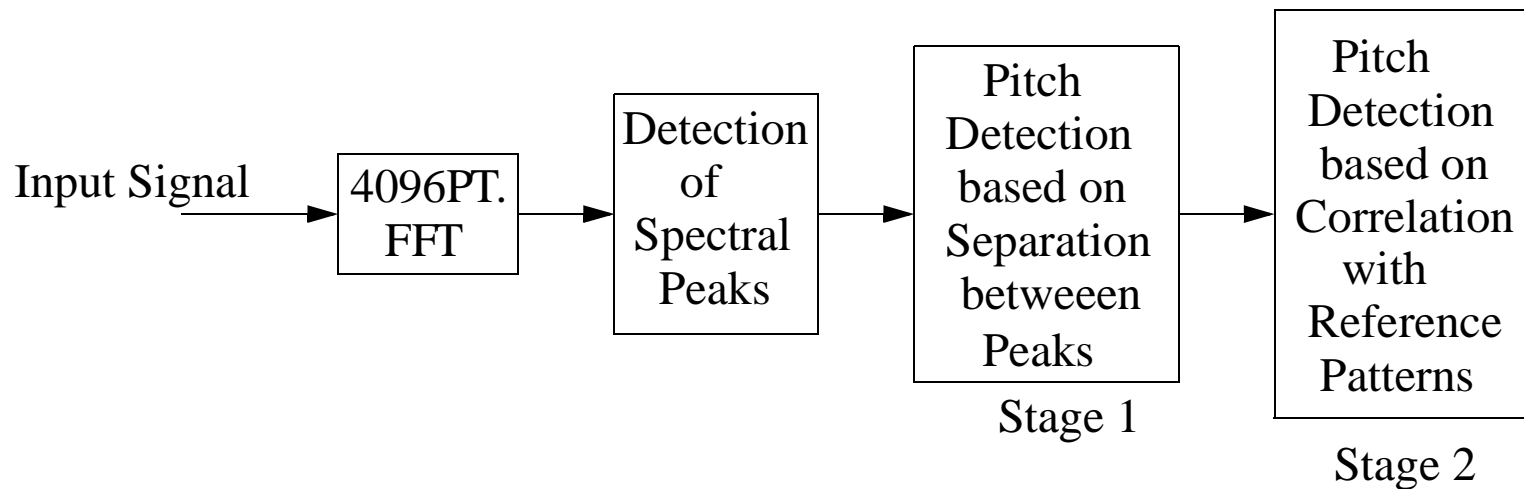 Input Signal
4096PT.
FFT
Detection
of
Spectral
Peaks
Pitch
Detection
based on
Separation
betweeen
Peaks
Stage 1
Pitch
Detection
based on
Correlation
with
Reference
Patterns
Stage 2